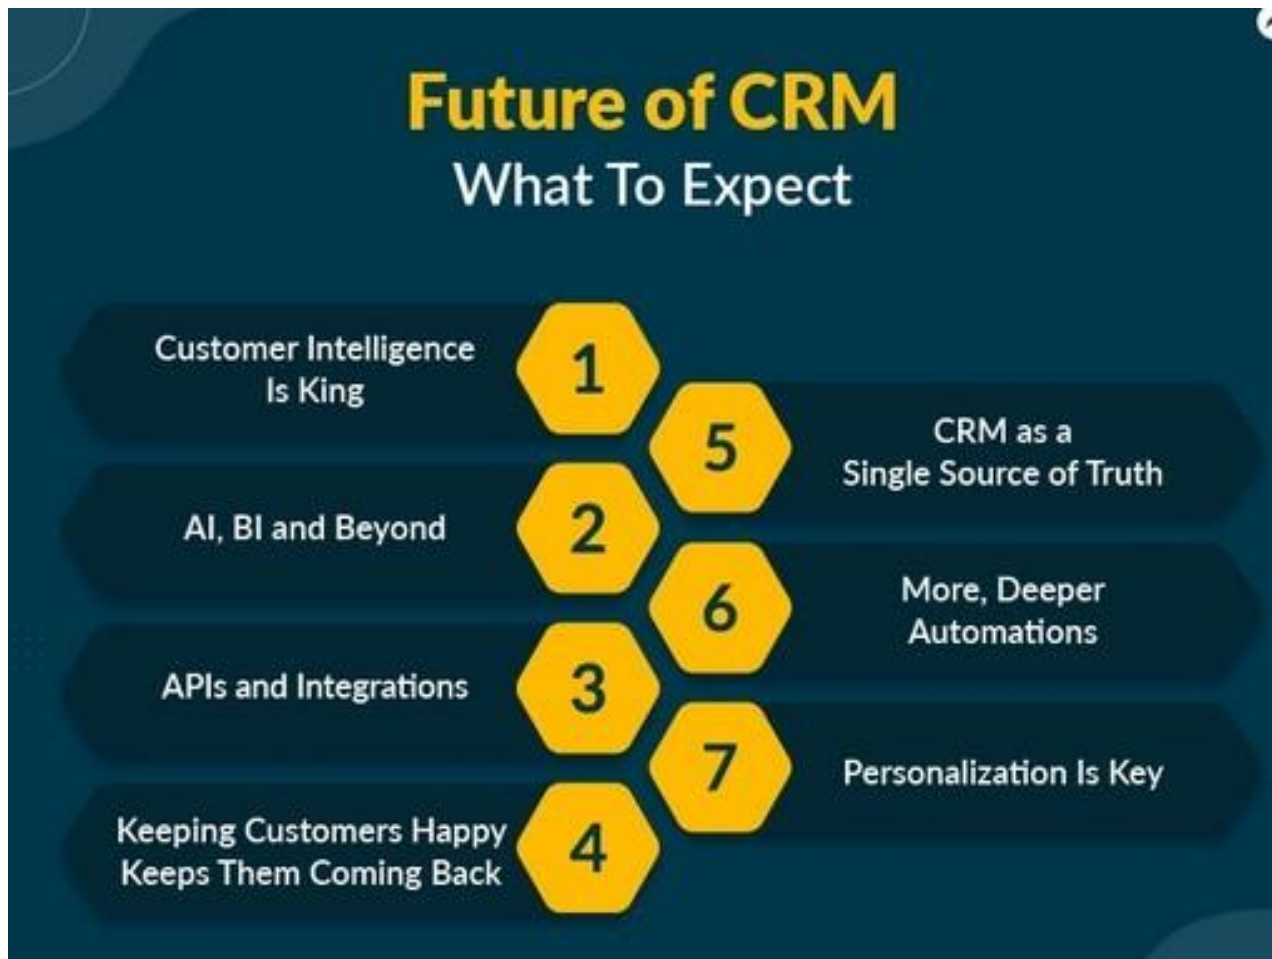 Future of CRM
What To Expect
1
Customer Intelligence
Is King
2
AI, BI and Beyond
3
APIs and Integrations
4
Keeping Customers Happy
Keeps Them Coming Back
5
CRM as a
Single Source of Truth
6
More, Deeper
Automations
7
Personalization Is Key